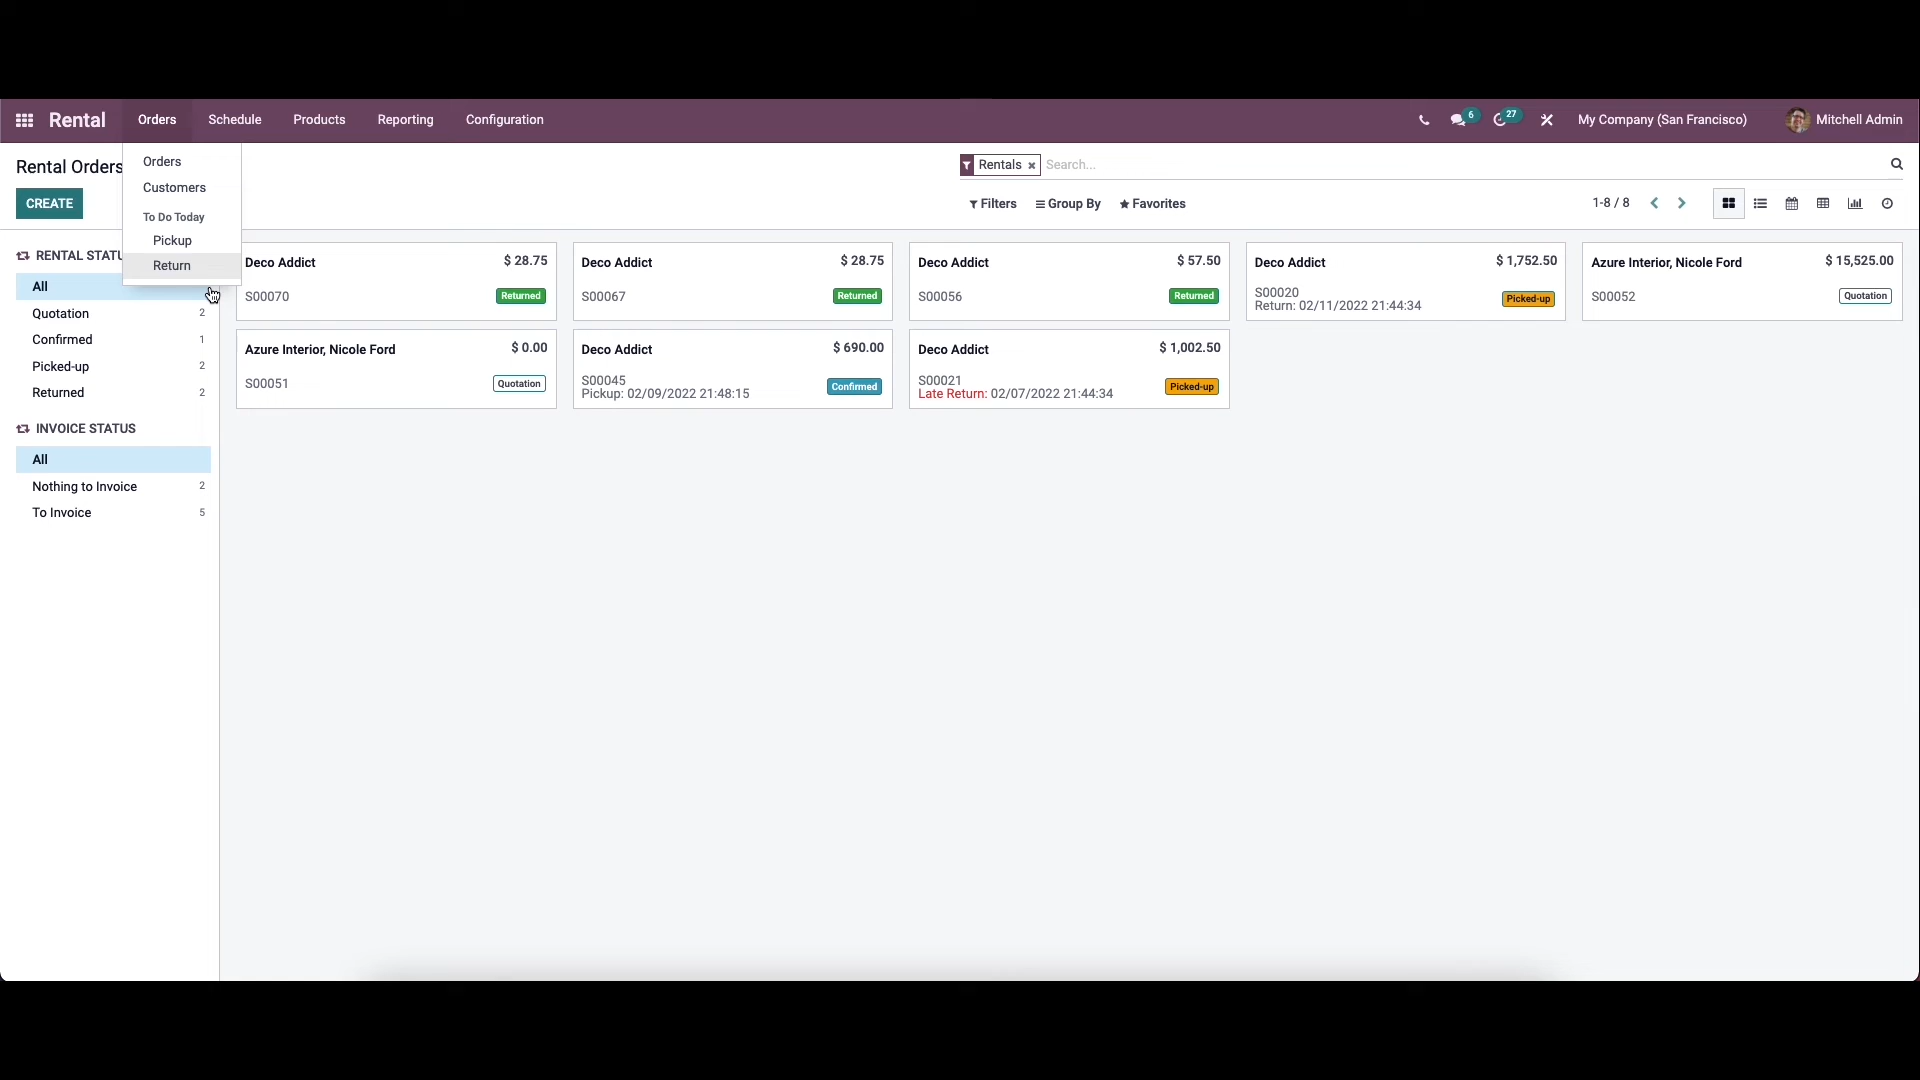 Rental
Orders
Schedule
Products
Reporting
Configuration
6
27
My Company (San Francisco)
Mitchell Admin
Rental Orders
Orders
Customers
To Do Today
Pickup
Return
CREATE
Rentals ×
Search...
Filters
Group By
Favorites
1-8 / 8
RENTAL STATU
All
Quotation 2
Confirmed 1
Picked-up 2
Returned 2
INVOICE STATUS
All
Nothing to Invoice 2
To Invoice 5
Deco Addict $ 28.75
S00070 Returned
Deco Addict $ 28.75
S00067 Returned
Deco Addict $ 57.50
S00056 Returned
Deco Addict $ 1,752.50
S00020
Return: 02/11/2022 21:44:34 Picked-up
Azure Interior, Nicole Ford $ 15,525.00
S00052 Quotation
Azure Interior, Nicole Ford $ 0.00
S00051 Quotation
Deco Addict $ 690.00
S00045
Pickup: 02/09/2022 21:48:15 Confirmed
Deco Addict $ 1,002.50
S00021
Late Return: 02/07/2022 21:44:34 Picked-up